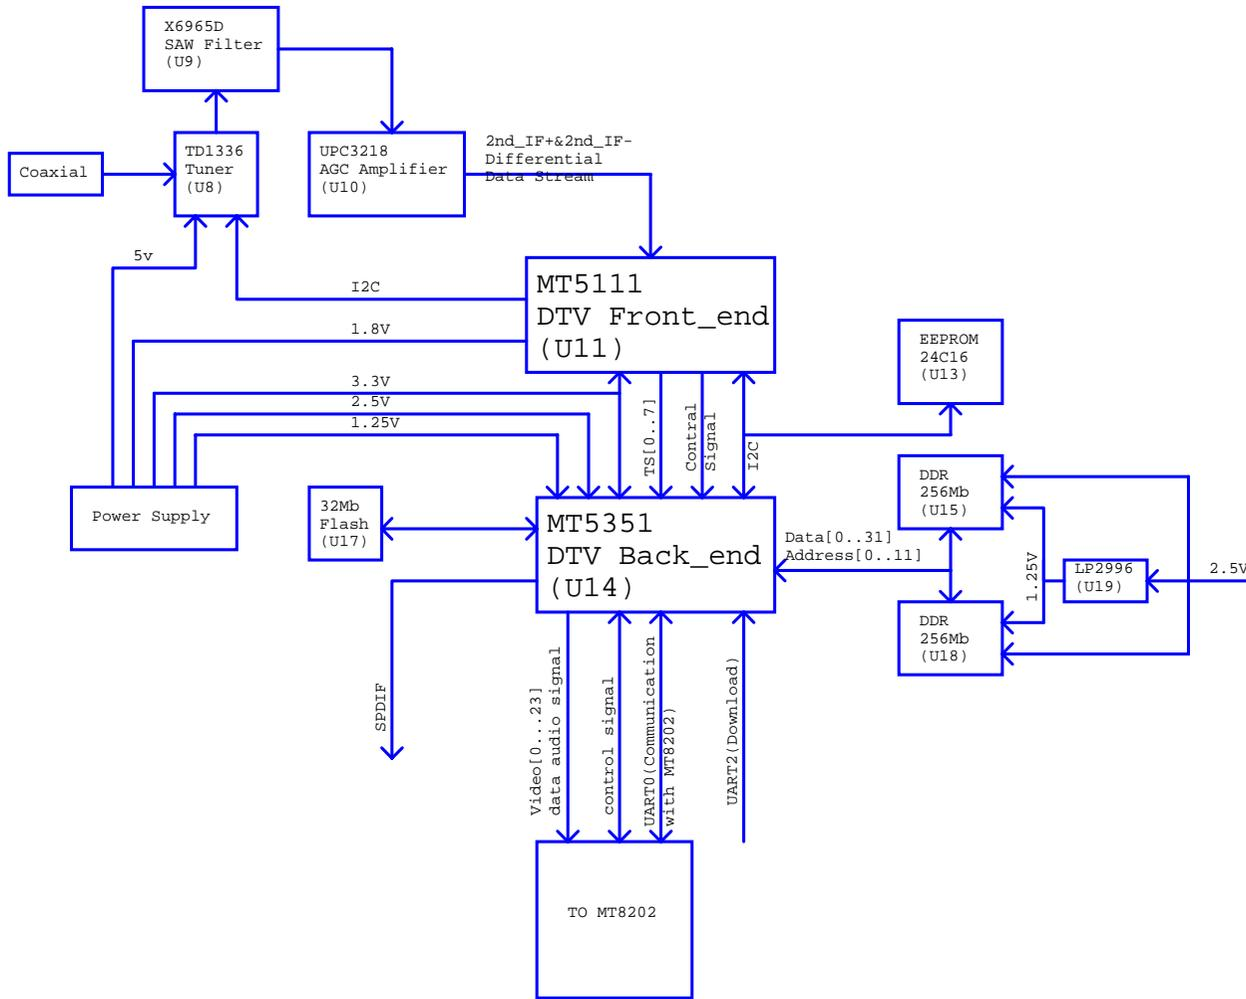 X6965D
SAW Filter
(U9)
Coaxial
TD1336
Tuner
(U8)
UPC3218
AGC Amplifier
(U10)
2nd_IF+&2nd_IF-
Differential
Data Stream
5v
I2C
1.8V
3.3V
2.5V
1.25V
MT5111
DTV Front_end
(U11)
EEPROM
24C16
(U13)
TS[0..7]
Contral
Signal
I2C
Power Supply
32Mb
Flash
(U17)
MT5351
DTV Back_end
(U14)
Data[0..31]
Address[0..11]
DDR
256Mb
(U15)
1.25V
LP2996
(U19)
2.5V
DDR
256Mb
(U18)
SPDIF
Video[0...23]
data audio signal
control signal
UART0(Communication
with MT8202)
UART2(Download)
TO MT8202